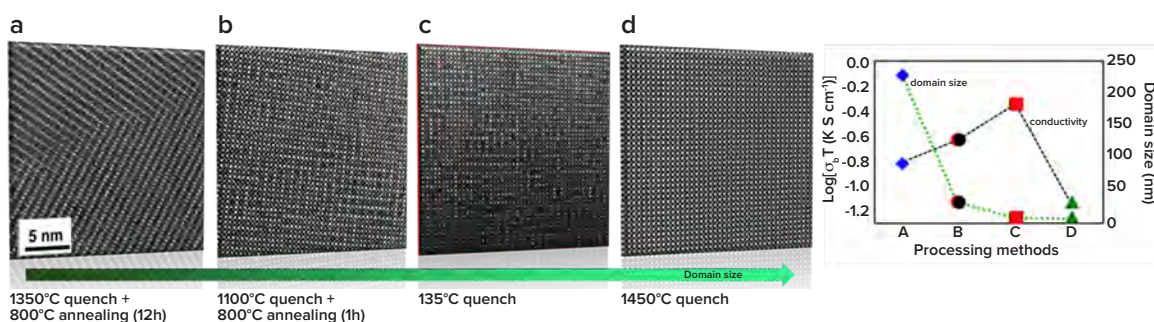 a
b
c
d
5 nm
Domain size
1350°C quench +
800°C annealing (12h)
1100°C quench +
800°C annealing (1h)
135°C quench
1450°C quench
Log[σbT (K S cm⁻¹)]
0.0
-0.2
-0.4
-0.6
-0.8
-1.0
-1.2
domain size
conductivity
250
200
150
100
50
0
Domain size (nm)
A B C D
Processing methods